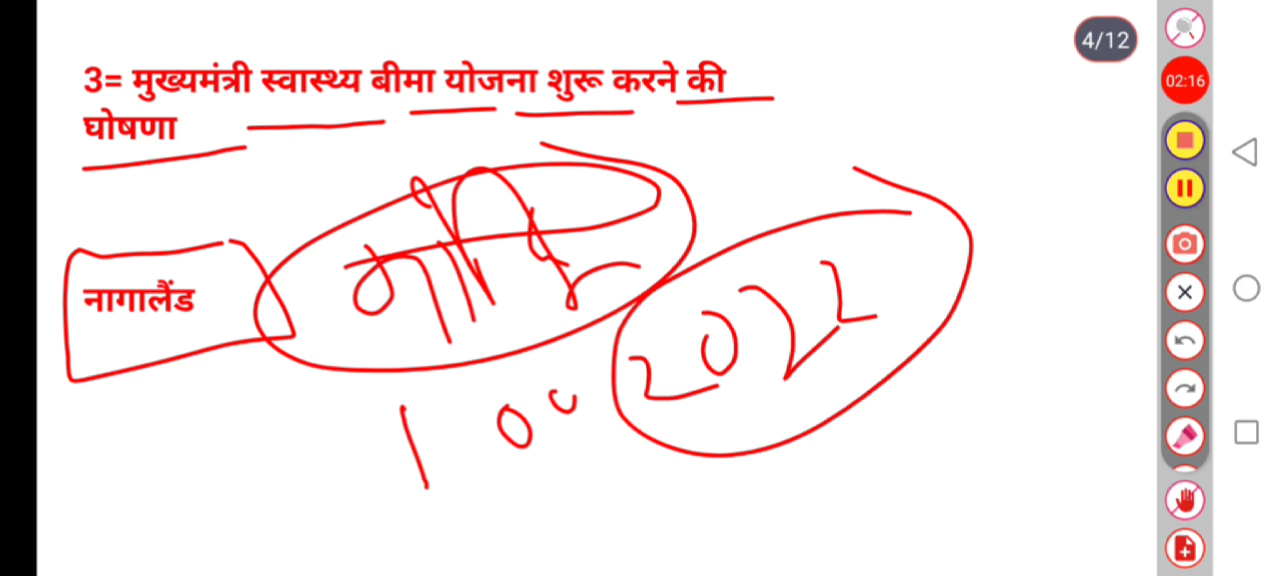 4/12
02:16
3= मुख्यमंत्री स्वास्थ्य बीमा योजना शुरू करने की
घोषणा
नागालैंड
2022